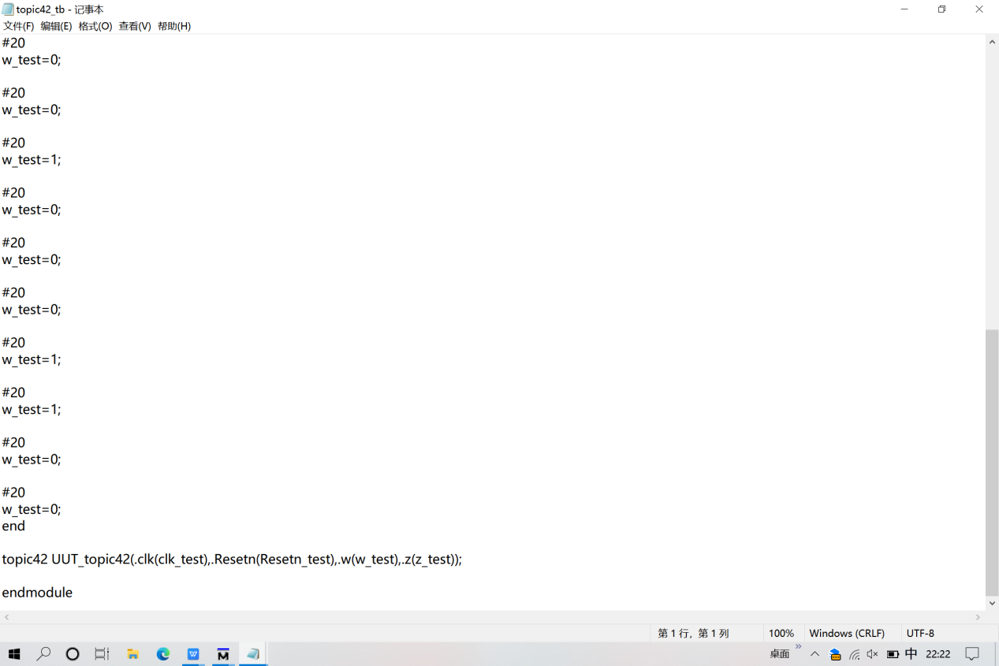 topic42_tb - 记事本
文件(F) 编辑(E) 格式(O) 查看(V) 帮助(H)
#20
w_test=0;
#20
w_test=0;
#20
w_test=1;
#20
w_test=0;
#20
w_test=0;
#20
w_test=0;
#20
w_test=1;
#20
w_test=1;
#20
w_test=0;
#20
w_test=0;
end
topic42 UUT_topic42(.clk(clk_test),.Resetn(Resetn_test),.w(w_test),.z(z_test));
endmodule
第 1 行，第 1 列 100% Windows (CRLF) UTF-8
桌面 中 22:22